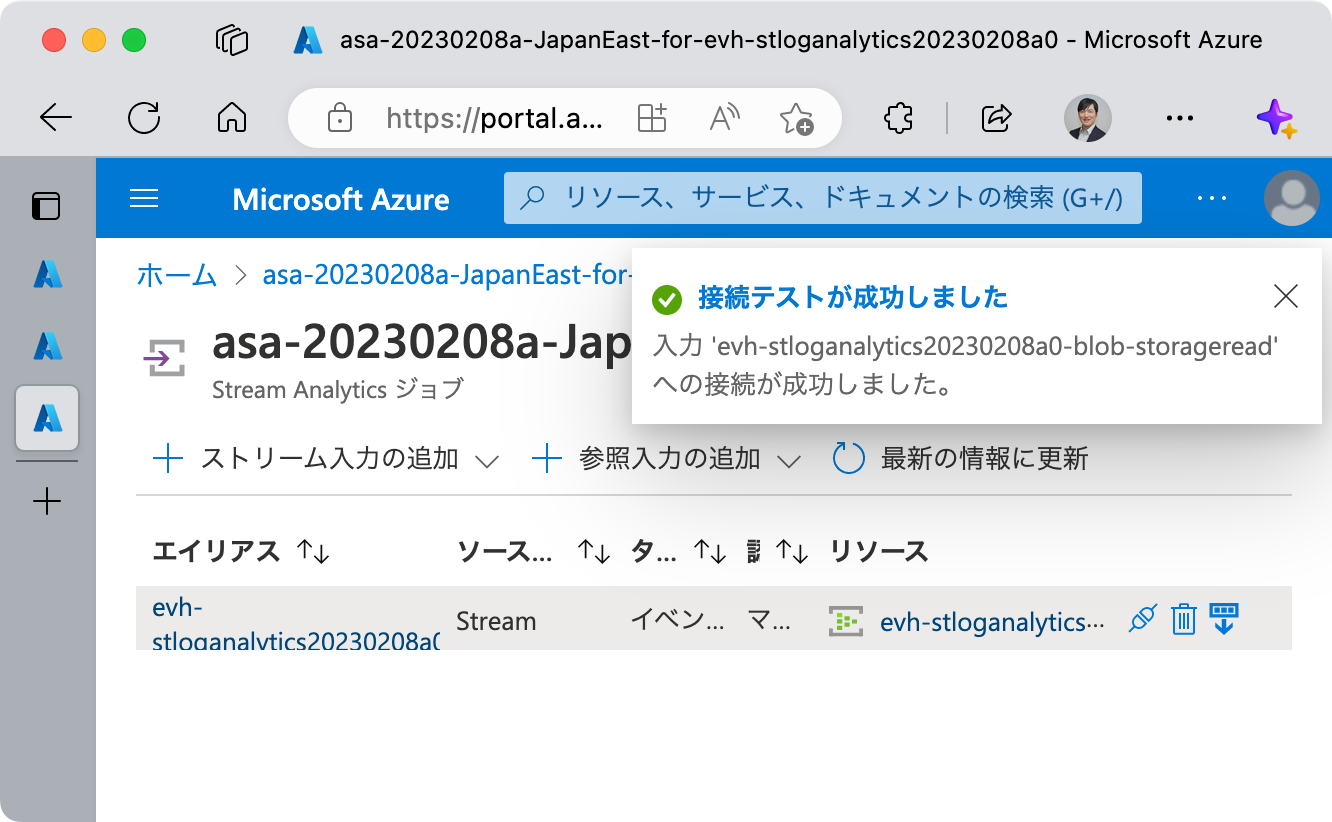 asa-20230208a-JapanEast-for-evh-stloganalytics20230208a0 - Microsoft Azure
https://portal.a...
Microsoft Azure
リソース、サービス、ドキュメントの検索 (G+/)
ホーム > asa-20230208a-JapanEast-for-
asa-20230208a-Jap
Stream Analytics ジョブ
接続テストが成功しました
入力 'evh-stloganalytics20230208a0-blob-storageread'
への接続が成功しました。
ストリーム入力の追加 参照入力の追加 最新の情報に更新
エイリアス ソース... タ... リソース
evh-
stloganalytics20230208a0
Stream イベン... マ... evh-stloganalytics...